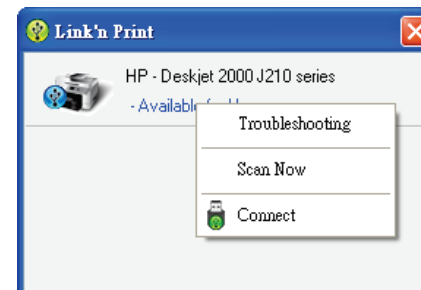 Link'n Print
HP - Deskjet 2000 J210 series
- Availabl
Troubleshooting
Scan Now
Connect